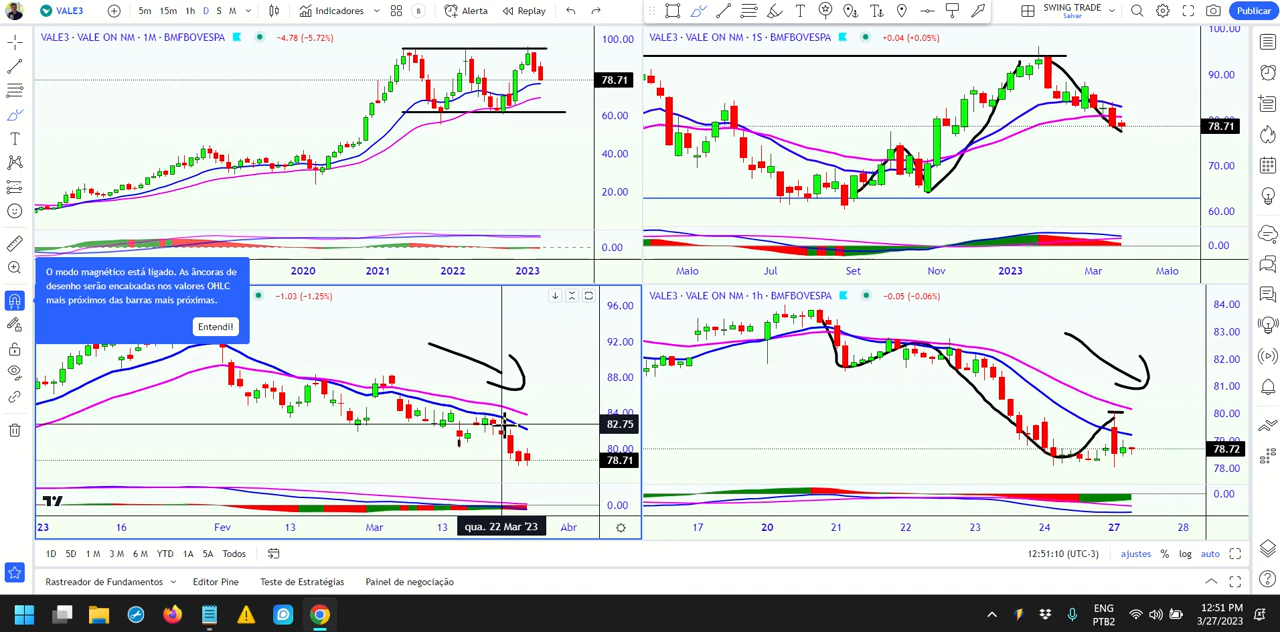 VALE3
5m 15m 1h D S M
Indicadores
8
Alerta
Replay
SWING TRADE
Salvar
Publicar
VALE3 · VALE ON NM · 1M · BMFBOVESPA
−4.78 (−5.72%)
100.00
78.71
60.00
40.00
20.00
0.00
2020 2021 2022 2023
VALE3 · VALE ON NM · 1S · BMFBOVESPA
+0.04 (+0.05%)
100.00
90.00
78.71
70.00
60.00
0.00
Maio Jul Set Nov 2023 Mar Maio
O modo magnético está ligado. As âncoras de
desenho serão encaixadas nos valores OHLC
mais próximos das barras mais próximas.
Entendi!
−1.03 (−1.25%)
96.00
92.00
88.00
84.00
82.75
80.00
78.71
0.00
23 16 Fev 13 Mar 13 qua. 22 Mar '23 Abr
VALE3 · VALE ON NM · 1h · BMFBOVESPA
−0.05 (−0.06%)
84.00
83.00
82.00
81.00
80.00
78.72
78.00
0.00
17 20 21 22 23 24 27 28
1D 5D 1M 3M 6M YTD 1A 5A Todos
12:51:10 (UTC-3)
ajustes % log auto
Rastreador de Fundamentos
Editor Pine
Teste de Estratégias
Painel de negociação
ENG
PTB2
12:51 PM
3/27/2023